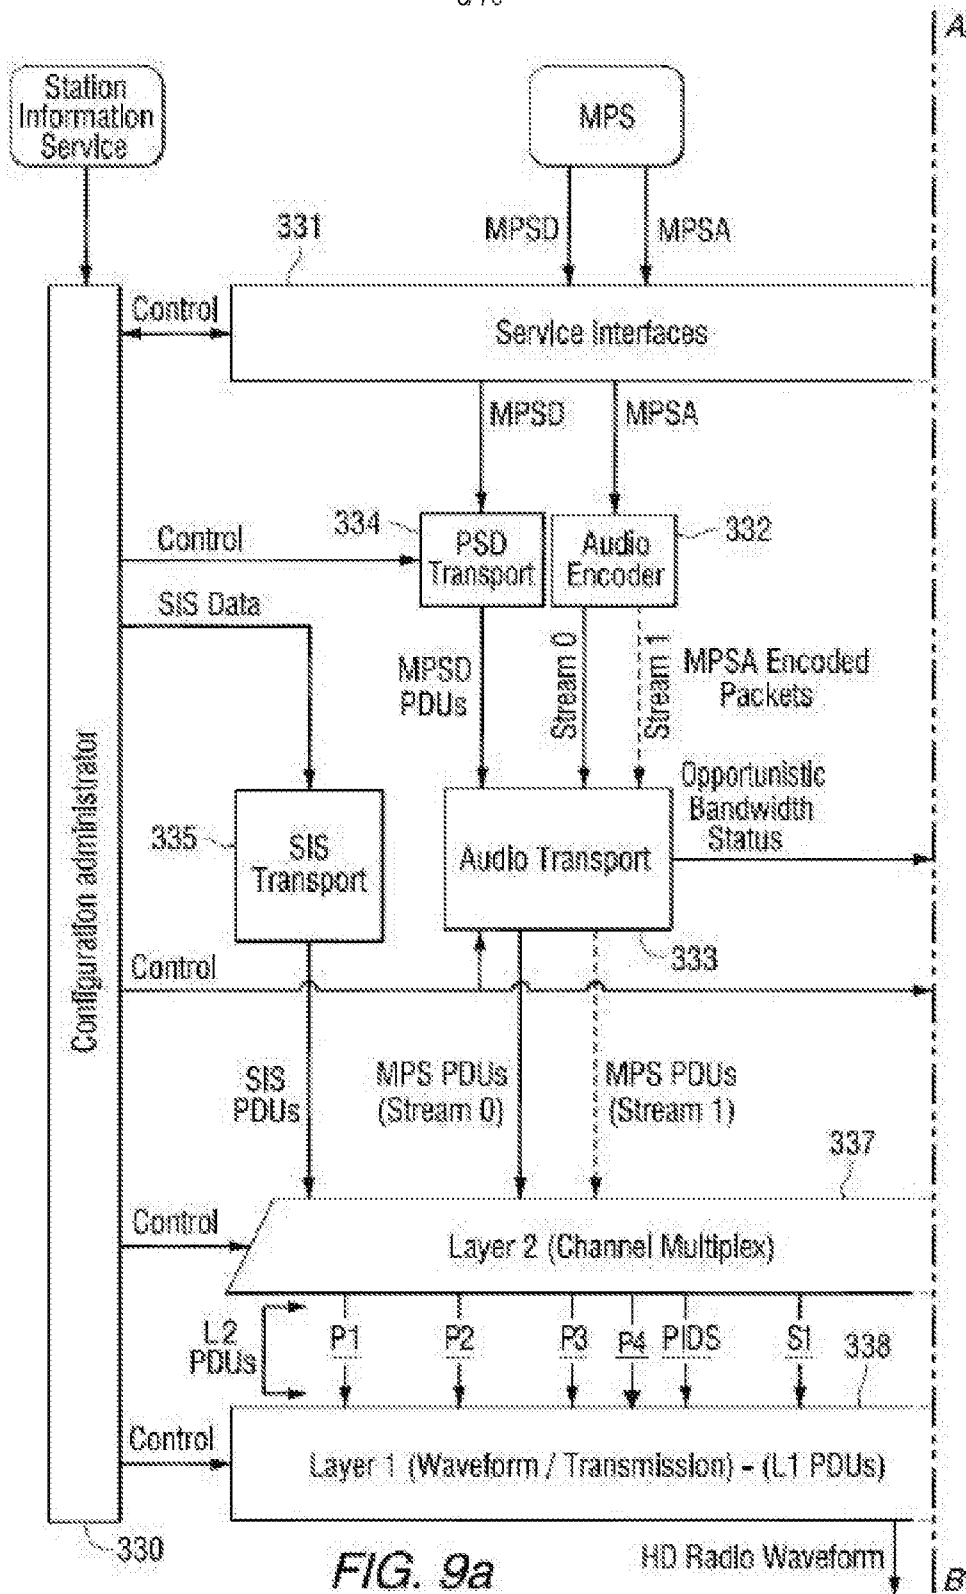 A
Station
Information
Service
MPS
331
MPSD
MPSA
Control
Service Interfaces
MPSD
MPSA
334
PSD
Transport
Audio
Encoder
332
Control
SIS Data
MPSD
PDUs
Stream 0
Stream 1
MPSA Encoded
Packets
Opportunistic
Bandwidth
Status
335
SIS
Transport
Audio Transport
333
Configuration administrator
Control
SIS
PDUs
MPS PDUs
(Stream 0)
MPS PDUs
(Stream 1)
337
Control
Layer 2 (Channel Multiplex)
L2
PDUs
P1
P2
P3
P4
PIDS
S1
338
Control
Layer 1 (Waveform / Transmission) - (L1 PDUs)
330
FIG. 9a
HD Radio Waveform
B